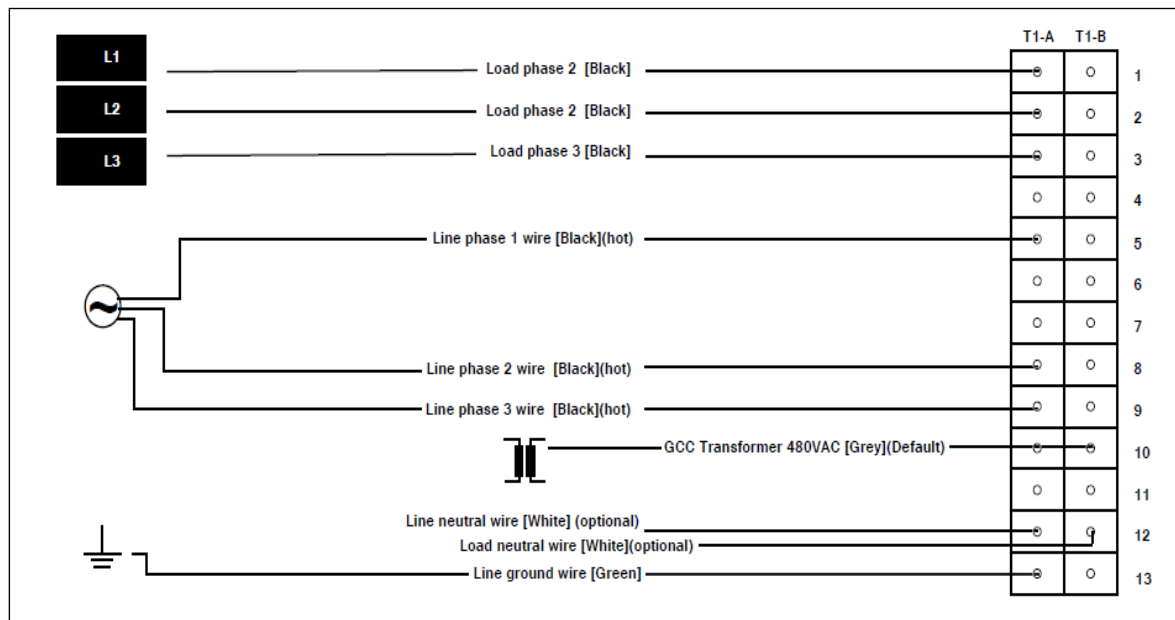 T1-A T1-B
L1 Load phase 2 [Black] 1
L2 Load phase 2 [Black] 2
L3 Load phase 3 [Black] 3
4
Line phase 1 wire [Black](hot) 5
6
7
Line phase 2 wire [Black](hot) 8
Line phase 3 wire [Black](hot) 9
GCC Transformer 480VAC [Grey](Default) 10
11
Line neutral wire [White] (optional) 12
Load neutral wire [White](optional)
Line ground wire [Green] 13